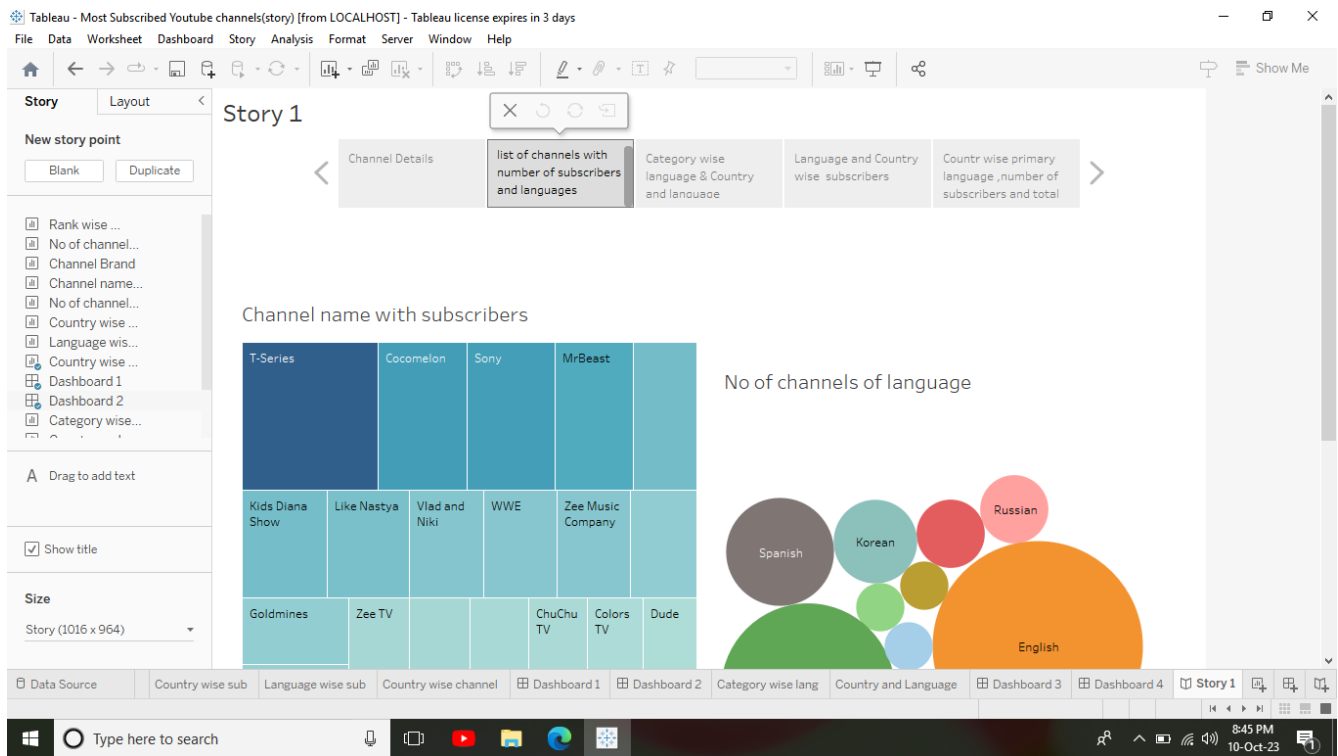 Tableau - Most Subscribed Youtube channels(story) [from LOCALHOST] - Tableau license expires in 3 days
File Data Worksheet Dashboard Story Analysis Format Server Window Help
Show Me
Story Layout
New story point
Blank Duplicate
Rank wise ...
No of channel...
Channel Brand
Channel name...
No of channel...
Country wise ...
Language wis...
Country wise ...
Dashboard 1
Dashboard 2
Category wise...
A Drag to add text
Show title
Size
Story (1016 x 964)
Story 1
Channel Details
list of channels with
number of subscribers
and languages
Category wise
language & Country
and language
Language and Country
wise subscribers
Countr wise primary
language ,number of
subscribers and total
Channel name with subscribers
T-Series
Cocomelon
Sony
MrBeast
Kids Diana
Show
Like Nastya
Vlad and
Niki
WWE
Zee Music
Company
Goldmines
Zee TV
ChuChu
TV
Colors
TV
Dude
No of channels of language
Spanish
Korean
Russian
English
Data Source Country wise sub Language wise sub Country wise channel Dashboard 1 Dashboard 2 Category wise lang Country and Language Dashboard 3 Dashboard 4 Story 1
Type here to search
8:45 PM
10-Oct-23
1